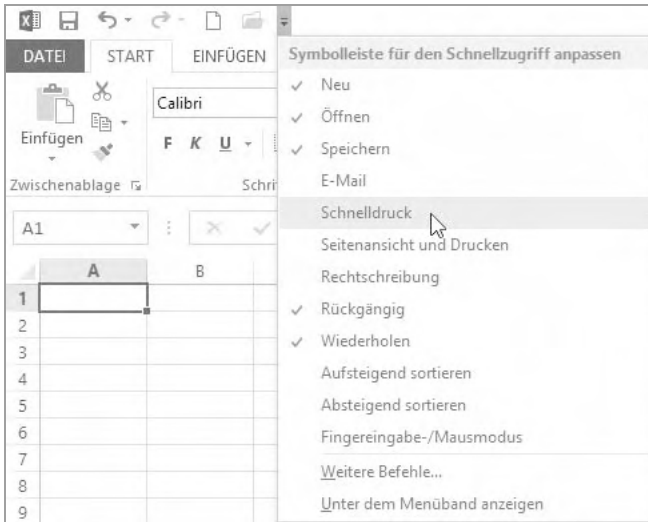 DATEI START EINFÜGEN
Symbolleiste für den Schnellzugriff anpassen
Neu
Öffnen
Speichern
E-Mail
Schnelldruck
Seitenansicht und Drucken
Rechtschreibung
Rückgängig
Wiederholen
Aufsteigend sortieren
Absteigend sortieren
Fingereingabe-/Mausmodus
Weitere Befehle...
Unter dem Menüband anzeigen
Calibri
Einfügen
F K U
Zwischenablage Schri
A1
A B
1
2
3
4
5
6
7
8
9